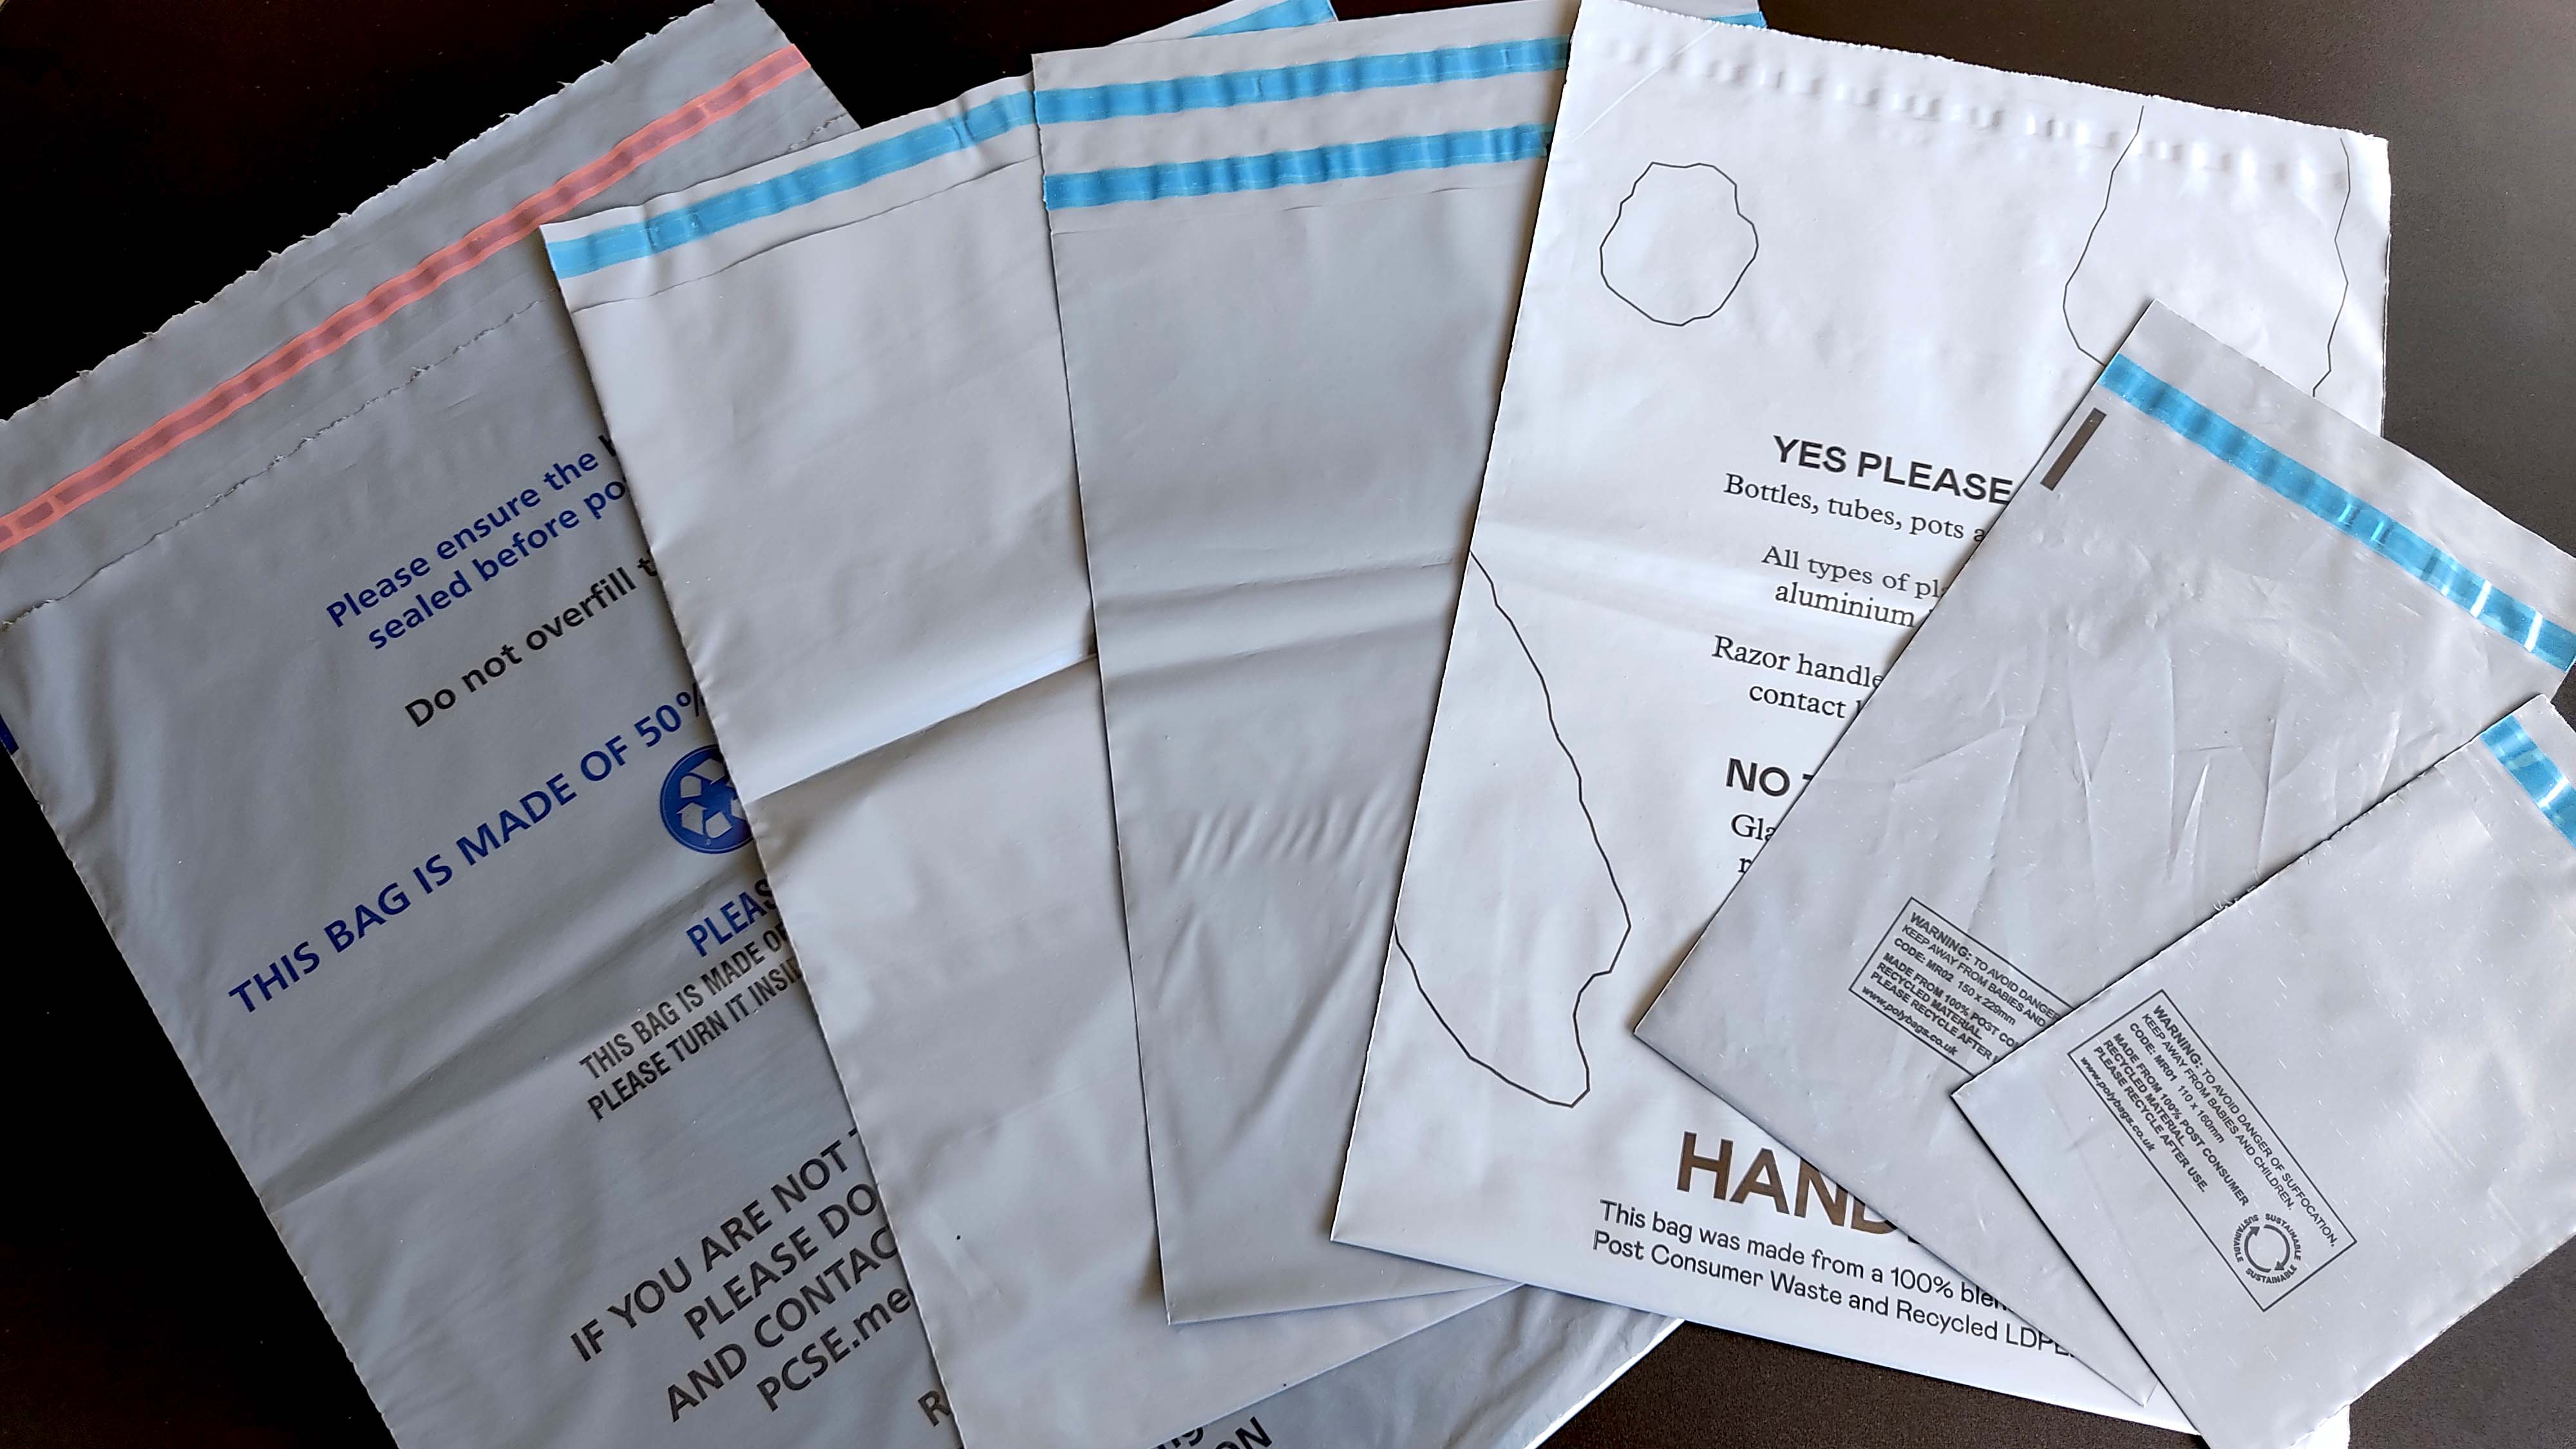 Please ensure the
sealed before
Do not overfill
THIS BAG IS MADE OF 50%
PLEAS
THIS BAG IS MADE OF
PLEASE TURN IT INSI
IF YOU ARE NOT
PLEASE DO
AND CONTAC
PCSE.me
R
ON
YES PLEASE
Bottles, tubes, pots a
All types of pla
aluminium
Razor handle
contact
NO
Gla
r
HAND
This bag was made from a 100% blen
Post Consumer Waste and Recycled LDPE
WARNING: TO AVOID DANGER
KEEP AWAY FROM BABIES AND
CODE: MR02 150 x 229mm
MADE FROM 100% POST CO
RECYCLED MATERIAL.
PLEASE RECYCLE AFTER
www.polybags.co.uk
WARNING: TO AVOID DANGER OF SUFFOCATION.
KEEP AWAY FROM BABIES AND CHILDREN.
CODE: MR01 110 x 160mm
MADE FROM 100% POST CONSUMER
RECYCLED MATERIAL.
PLEASE RECYCLE AFTER USE.
www.polybags.co.uk
SUSTAINABLE SUSTAINABLE SUSTAINABLE